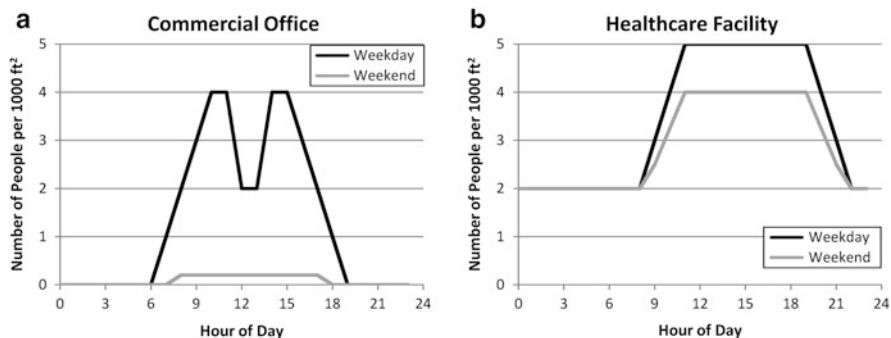 a
Commercial Office
Number of People per 1000 ft²
5
4
3
2
1
0
Weekday
Weekend
0 3 6 9 12 15 18 21 24
Hour of Day
b
Healthcare Facility
Number of People per 1000 ft²
5
4
3
2
1
0
Weekday
Weekend
0 3 6 9 12 15 18 21 24
Hour of Day